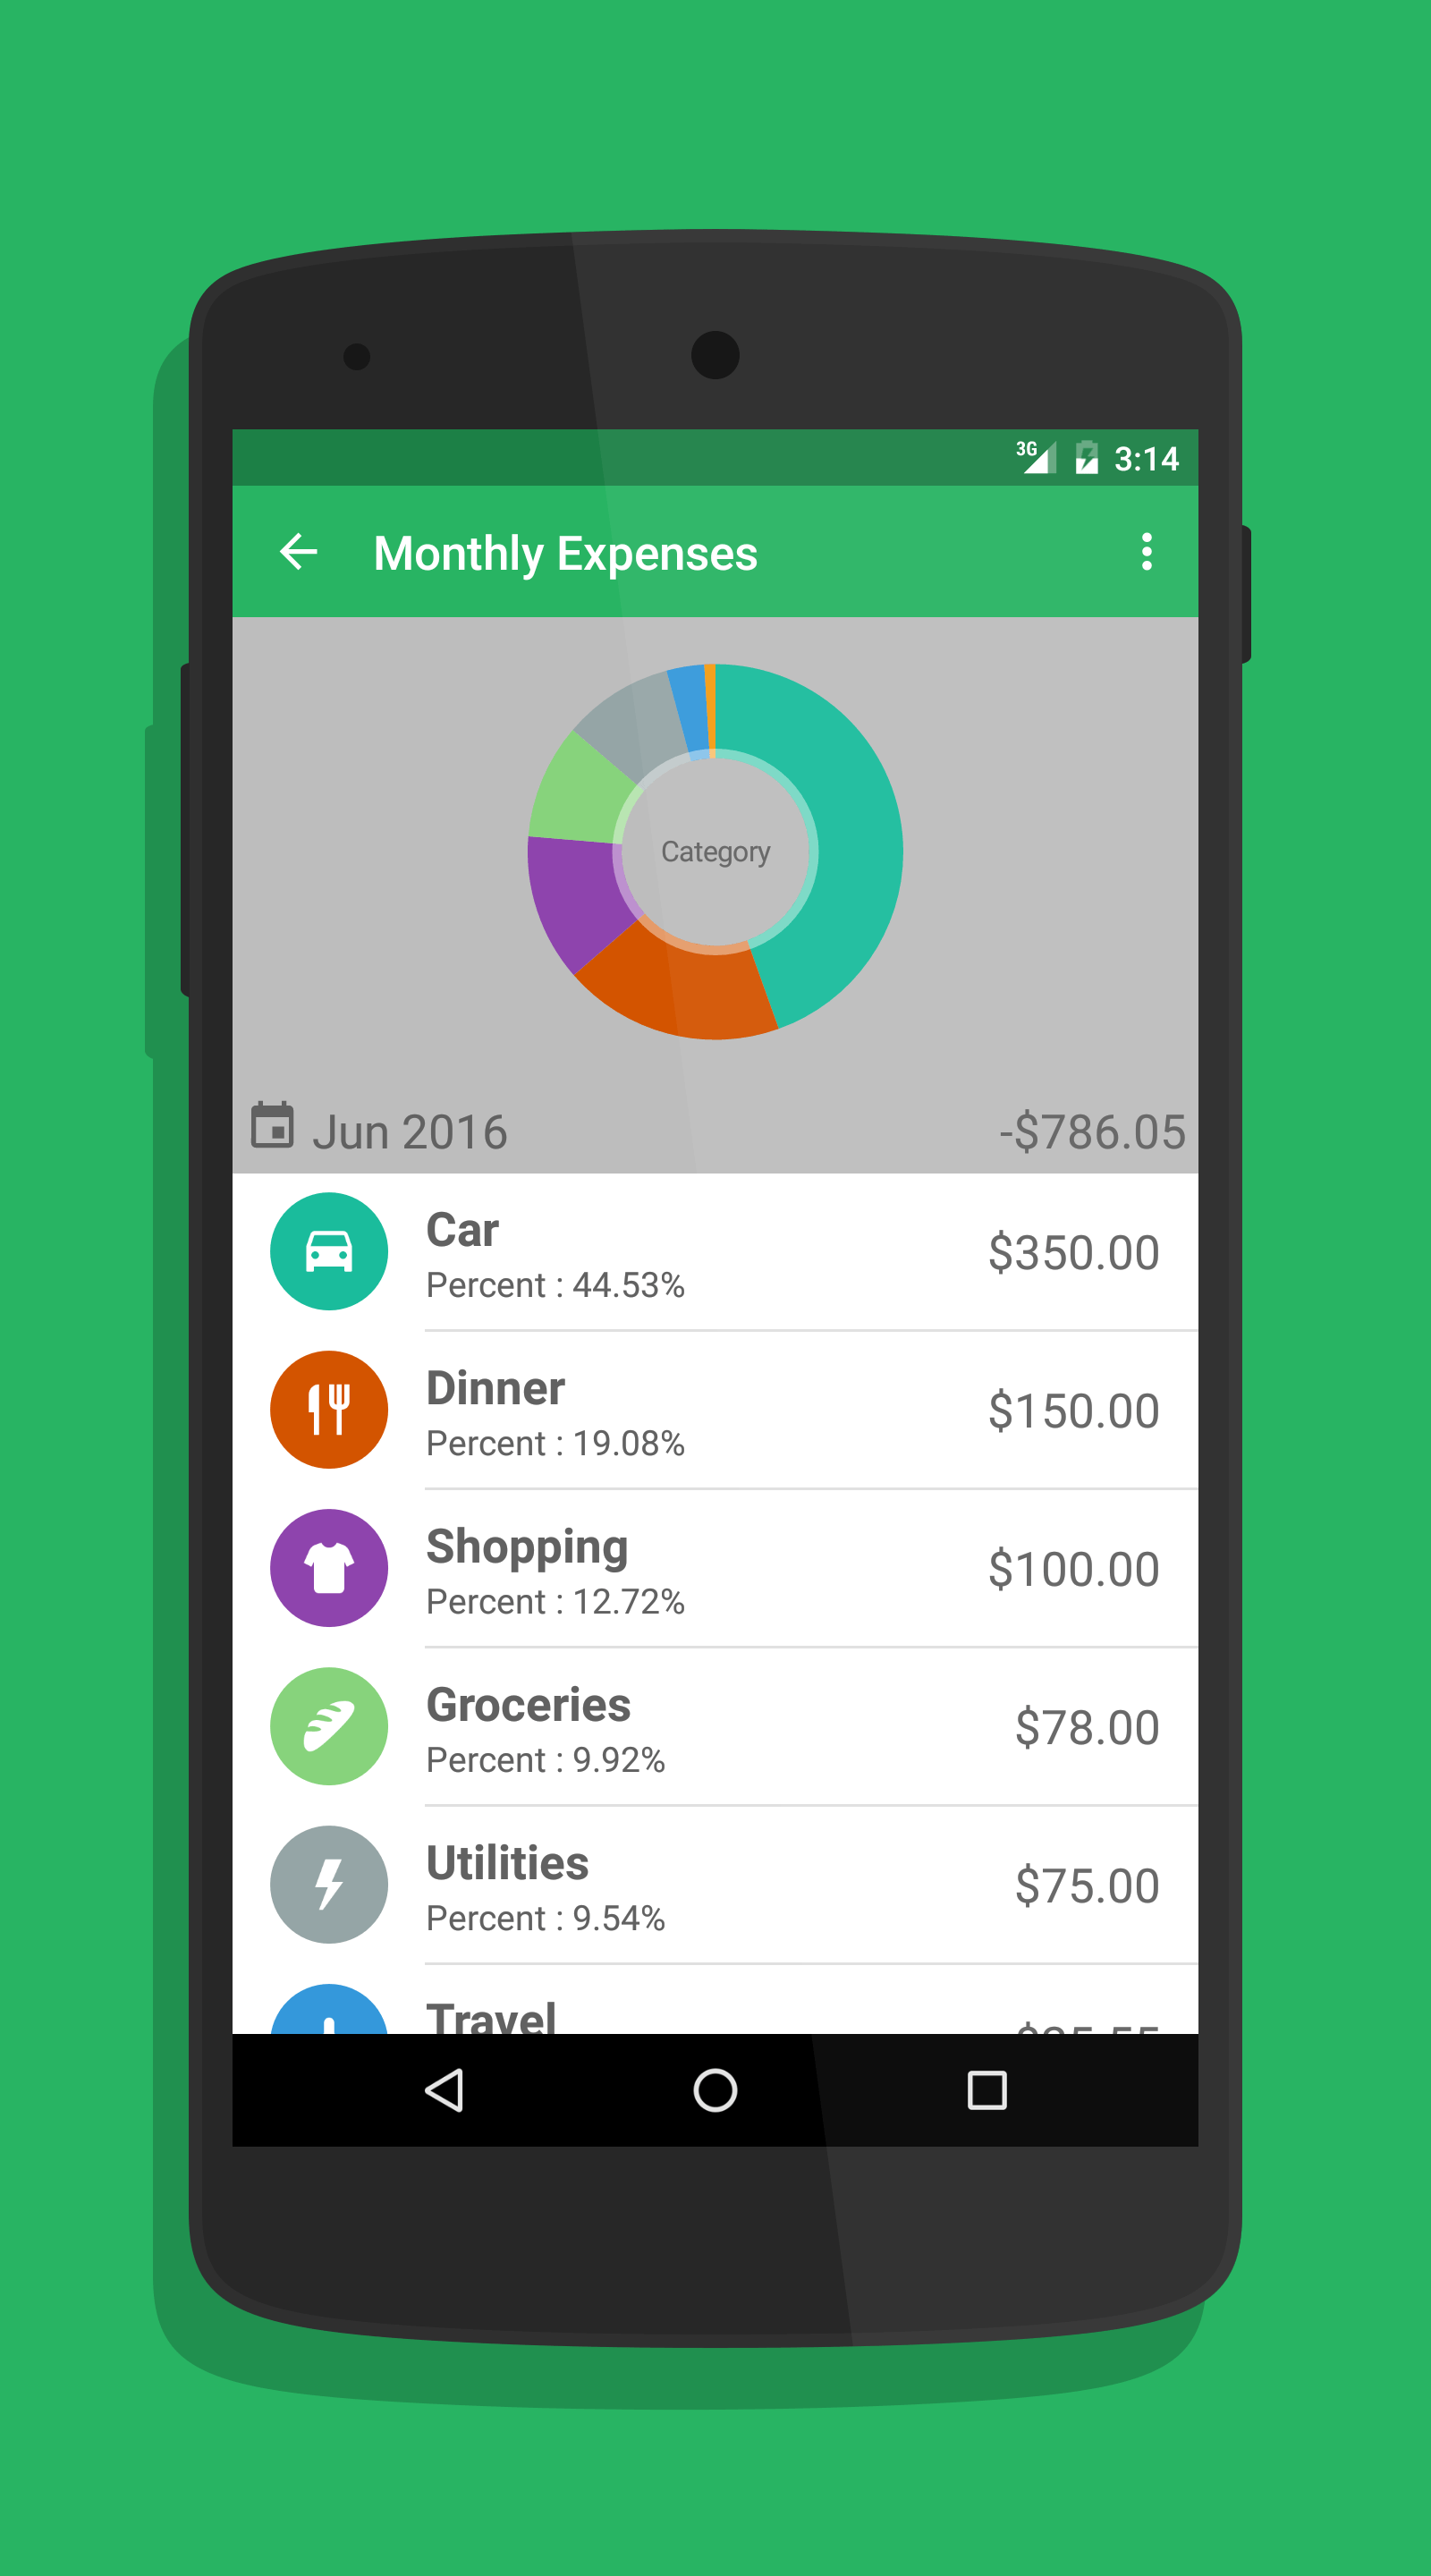 3G 3:14
Monthly Expenses
Category
Jun 2016 -$786.05
Car
$350.00
Percent : 44.53%
Dinner
$150.00
Percent : 19.08%
Shopping
$100.00
Percent : 12.72%
Groceries
$78.00
Percent : 9.92%
Utilities
$75.00
Percent : 9.54%
Travel